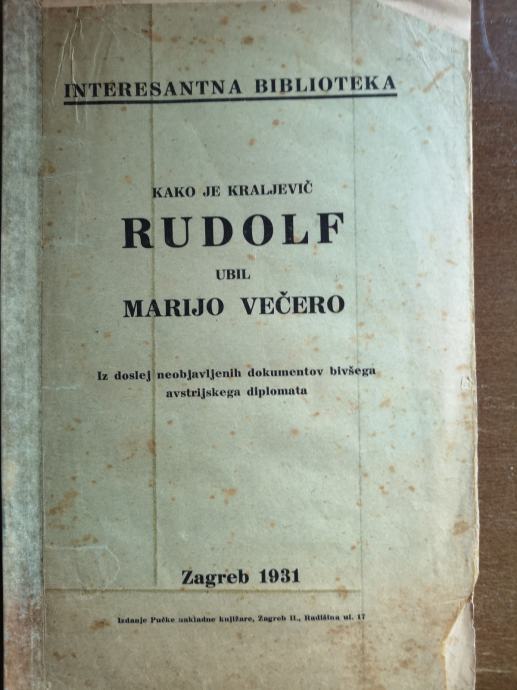 INTERESANTNA BIBLIOTEKA
KAKO JE KRALJEVIČ
RUDOLF
UBIL
MARIJO VEČERO
Iz doslej neobjavljenih dokumentov bivšega
avstrijskega diplomata
Zagreb 1931
Izdanje Pučke nakladne knjižare, Zagreb II., Radišina ul. 17